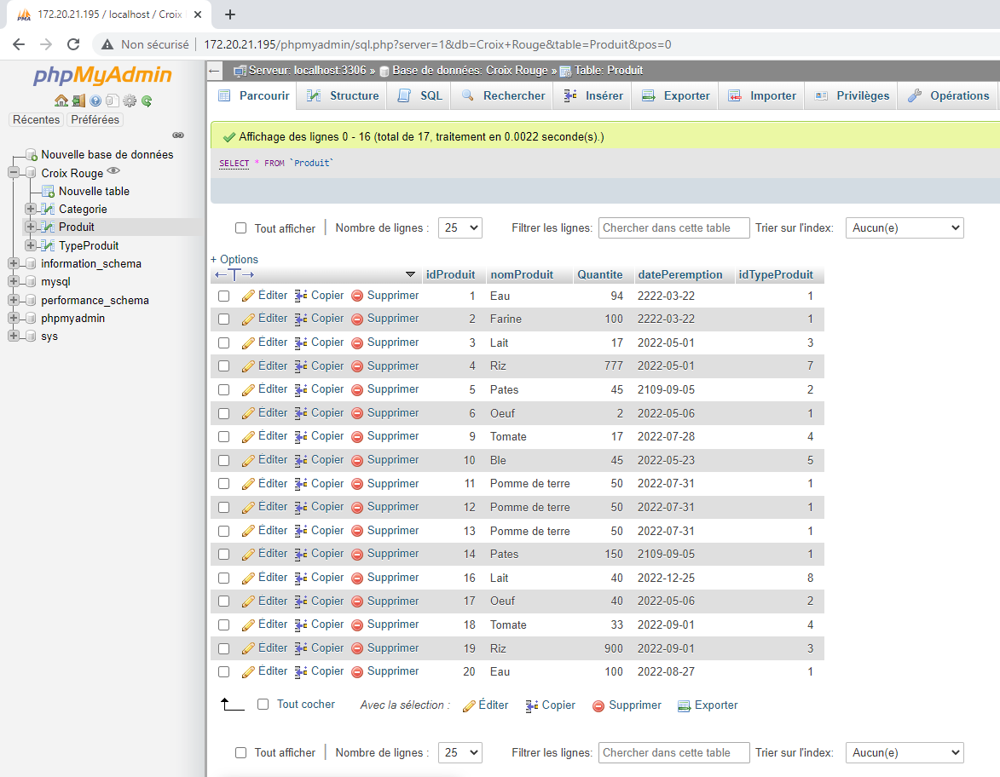 172.20.21.195 / localhost / Croix
Non sécurisé | 172.20.21.195/phpmyadmin/sql.php?server=1&db=Croix+Rouge&table=Produit&pos=0
phpMyAdmin
Récentes Préférées
Nouvelle base de données
Croix Rouge
Nouvelle table
Categorie
Produit
TypeProduit
information_schema
mysql
performance_schema
phpmyadmin
sys
Serveur: localhost:3306 » Base de données: Croix Rouge » Table: Produit
Parcourir Structure SQL Rechercher Insérer Exporter Importer Privilèges Opérations
Affichage des lignes 0 - 16 (total de 17, traitement en 0.0022 seconde(s).)
SELECT * FROM `Produit`
Tout afficher | Nombre de lignes : 25 Filtrer les lignes: Chercher dans cette table Trier sur l'index: Aucun(e)
+ Options
←T→ idProduit nomProduit Quantite datePeremption idTypeProduit
Éditer Copier Supprimer 1 Eau 94 2222-03-22 1
Éditer Copier Supprimer 2 Farine 100 2222-03-22 1
Éditer Copier Supprimer 3 Lait 17 2022-05-01 3
Éditer Copier Supprimer 4 Riz 777 2022-05-01 7
Éditer Copier Supprimer 5 Pates 45 2109-09-05 2
Éditer Copier Supprimer 6 Oeuf 2 2022-05-06 1
Éditer Copier Supprimer 9 Tomate 17 2022-07-28 4
Éditer Copier Supprimer 10 Ble 45 2022-05-23 5
Éditer Copier Supprimer 11 Pomme de terre 50 2022-07-31 1
Éditer Copier Supprimer 12 Pomme de terre 50 2022-07-31 1
Éditer Copier Supprimer 13 Pomme de terre 50 2022-07-31 1
Éditer Copier Supprimer 14 Pates 150 2109-09-05 1
Éditer Copier Supprimer 16 Lait 40 2022-12-25 8
Éditer Copier Supprimer 17 Oeuf 40 2022-05-06 2
Éditer Copier Supprimer 18 Tomate 33 2022-09-01 4
Éditer Copier Supprimer 19 Riz 900 2022-09-01 3
Éditer Copier Supprimer 20 Eau 100 2022-08-27 1
Tout cocher Avec la sélection : Éditer Copier Supprimer Exporter
Tout afficher | Nombre de lignes : 25 Filtrer les lignes: Chercher dans cette table Trier sur l'index: Aucun(e)